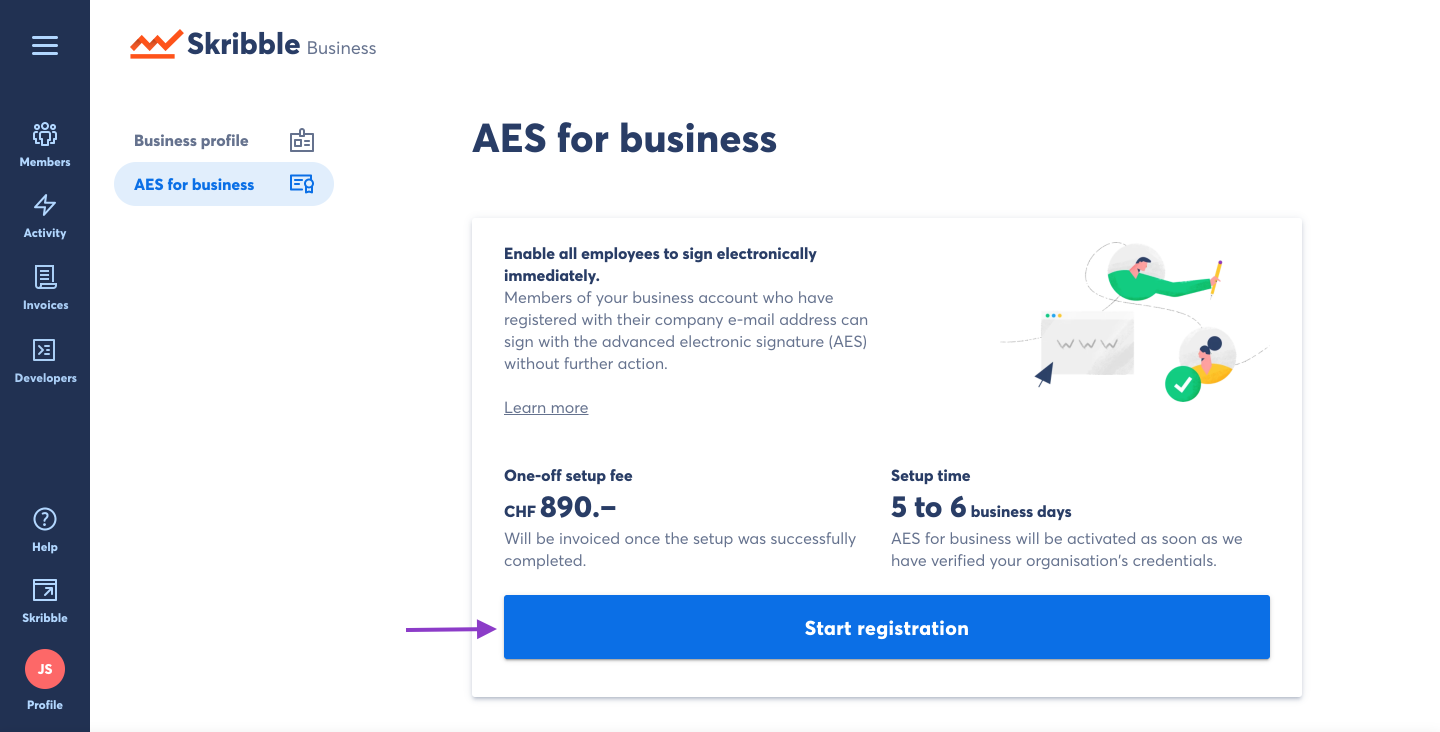 Skribble Business
Members
Activity
Invoices
Developers
Help
Skribble
JS
Profile
Business profile
AES for business
AES for business
Enable all employees to sign electronically
immediately.
Members of your business account who have
registered with their company e-mail address can
sign with the advanced electronic signature (AES)
without further action.
Learn more
One-off setup fee
CHF 890.–
Will be invoiced once the setup was successfully
completed.
Setup time
5 to 6 business days
AES for business will be activated as soon as we
have verified your organisation's credentials.
Start registration